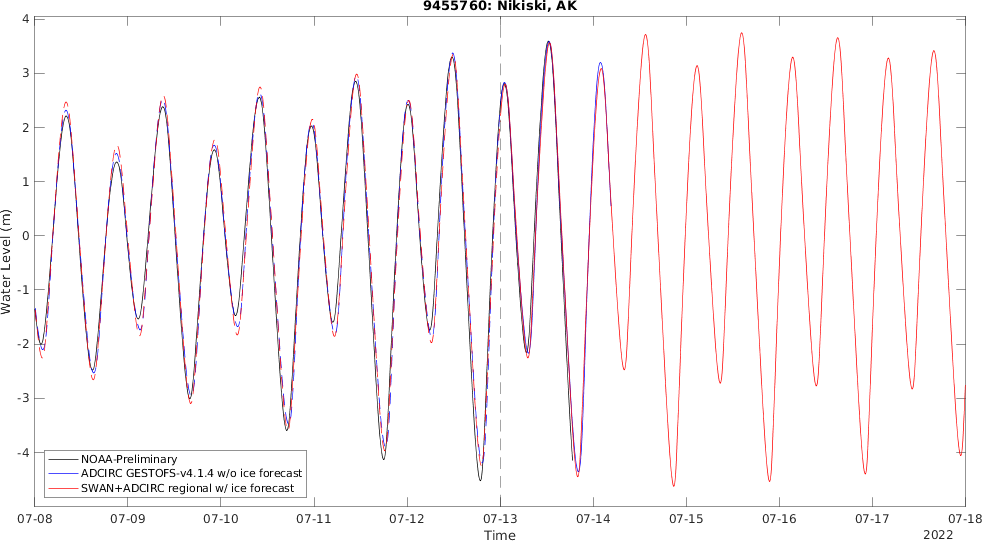 9455760: Nikiski, AK
Water Level (m)
4
3
2
1
0
-1
-2
-3
-4
NOAA-Preliminary
ADCIRC GESTOFS-v4.1.4 w/o ice forecast
SWAN+ADCIRC regional w/ ice forecast
07-08 07-09 07-10 07-11 07-12 07-13 07-14 07-15 07-16 07-17 07-18
Time
2022